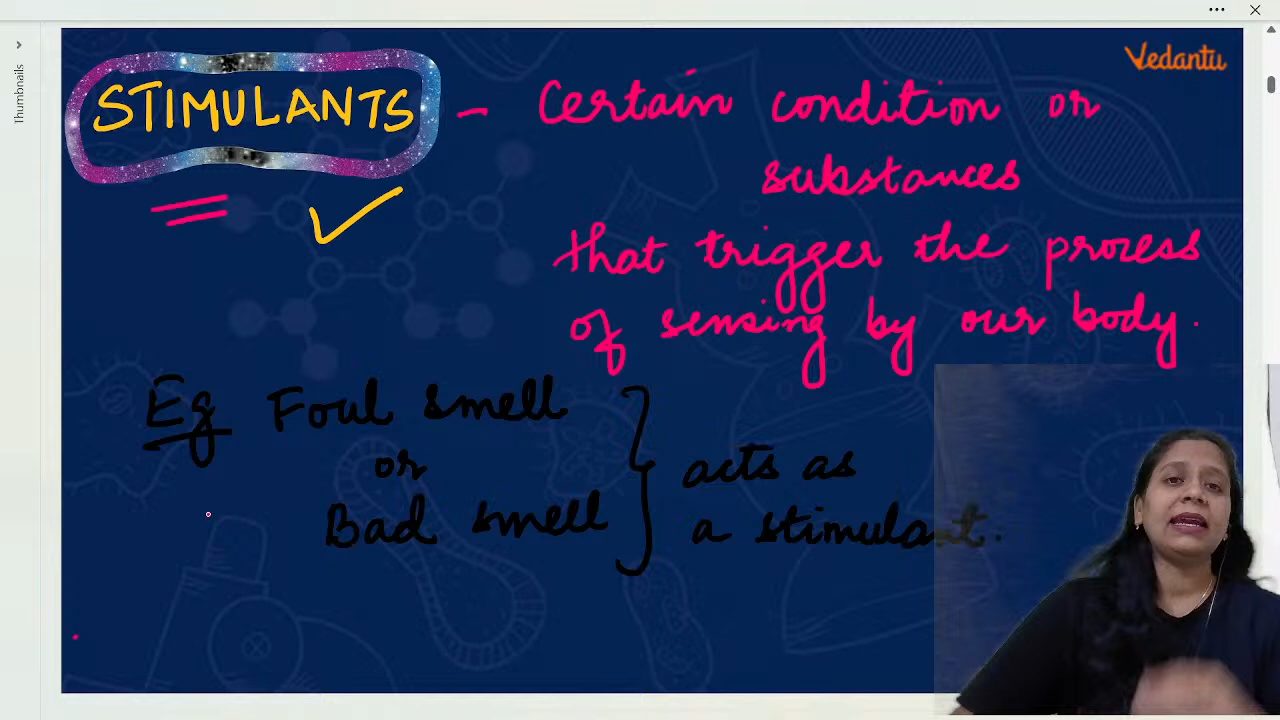 Thumbnails
Vedantu
STIMULANTS - Certain condition or
substances
that trigger the process
of sensing by our body.
Eg Foul smell
or
Bad smell
acts as
a stimulant.